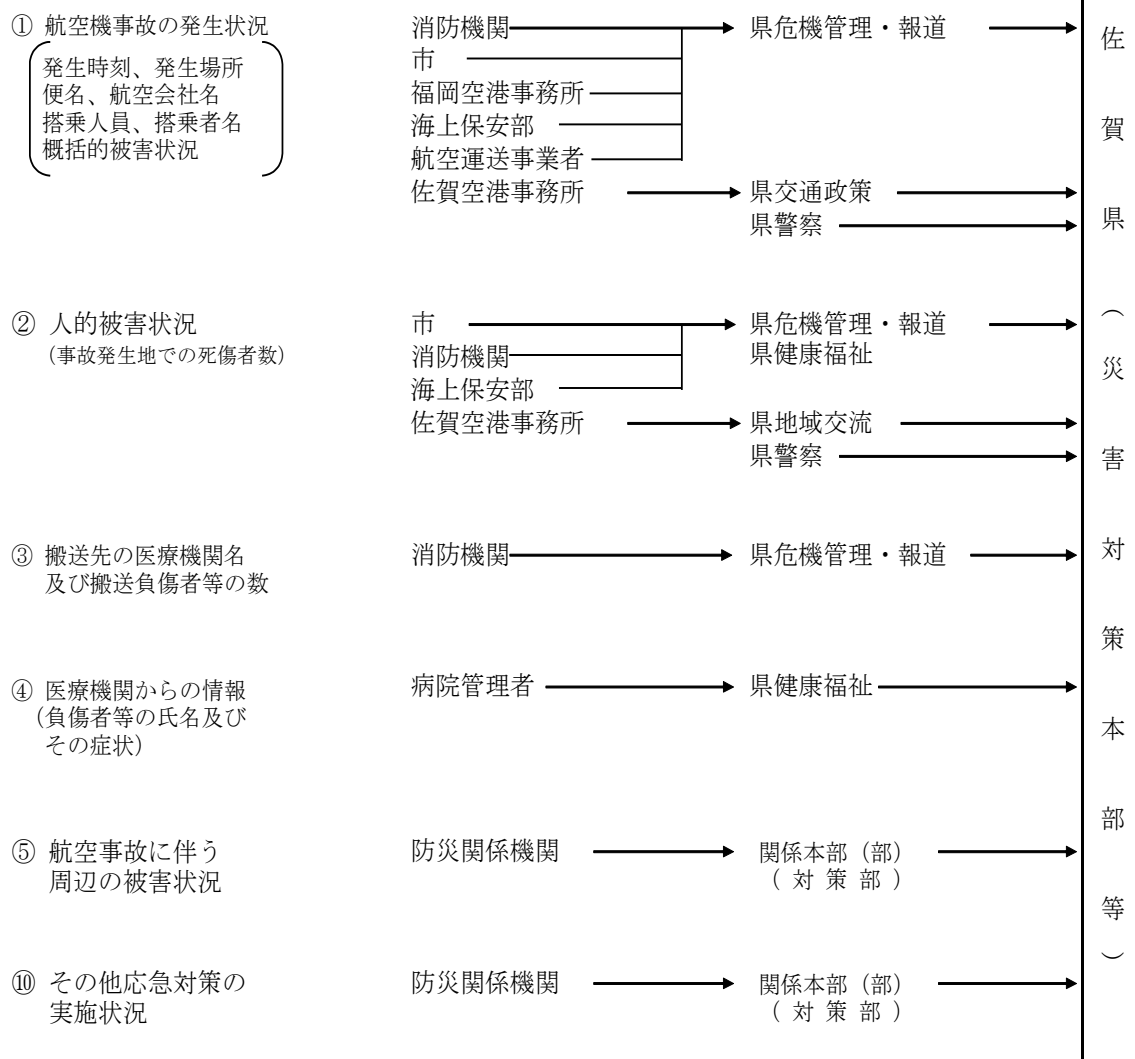 ① 航空機事故の発生状況
発生時刻、発生場所
便名、航空会社名
搭乗人員、搭乗者名
概括的被害状況
消防機関
市
福岡空港事務所
海上保安部
航空運送事業者
佐賀空港事務所
県危機管理・報道
県交通政策
県警察
② 人的被害状況
(事故発生地での死傷者数)
市
消防機関
海上保安部
佐賀空港事務所
県危機管理・報道
県健康福祉
県地域交流
県警察
③ 搬送先の医療機関名
及び搬送負傷者等の数
消防機関
県危機管理・報道
④ 医療機関からの情報
(負傷者等の氏名及び
その症状)
病院管理者
県健康福祉
⑤ 航空事故に伴う
周辺の被害状況
防災関係機関
関係本部(部)
(対策部)
⑩ その他応急対策の
実施状況
防災関係機関
関係本部(部)
(対策部)
佐賀県(災害対策本部等)